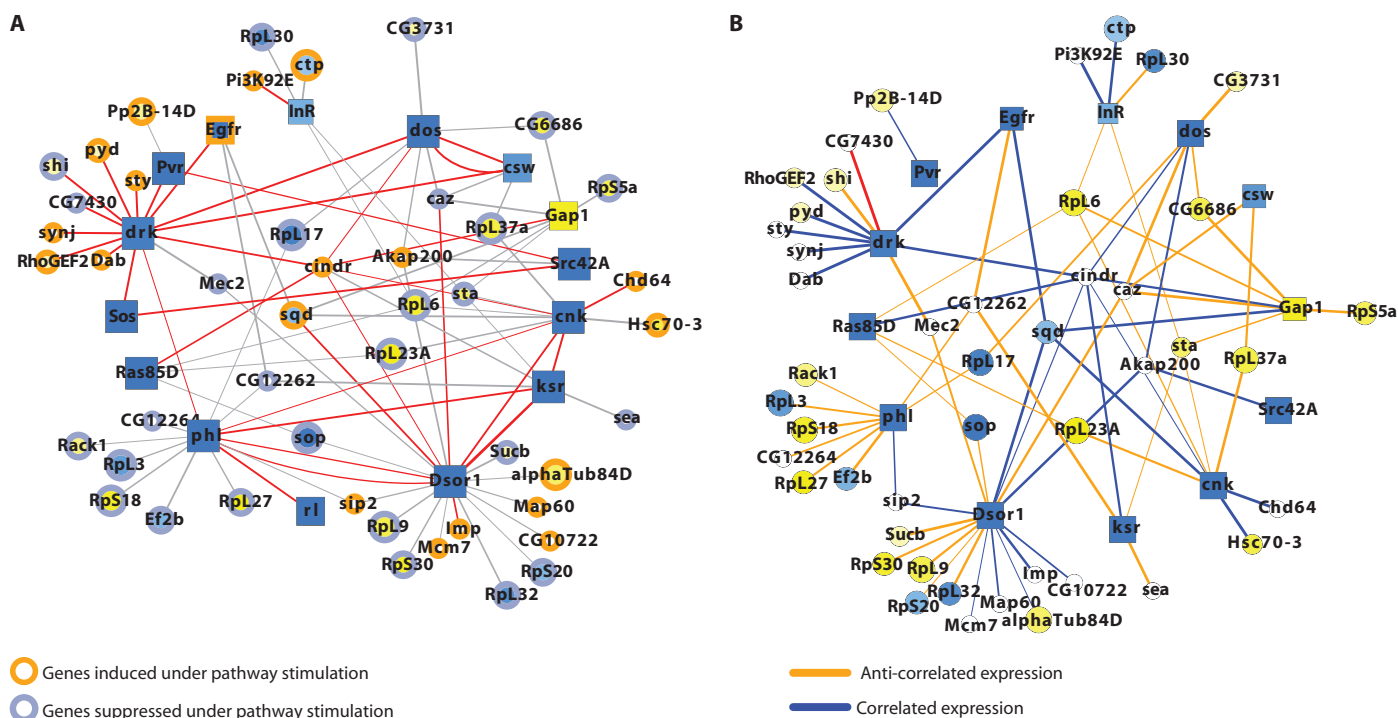 A
RpL30
CG3731
ctp
Pi3K92E
InR
Pp2B-14D
Egfr
dos
CG6686
pyd
shi
Pvr
csw
sty
CG7430
caz
RpS5a
Gap1
synj
drk
RpL17
RpL37a
RhoGEF2
Dab
cindr
Akap200
Src42A
Mec2
sta
Chd64
RpL6
Sos
sqd
cnk
Hsc70-3
RpL23A
Ras85D
CG12262
ksr
CG12264
sea
Rack1
phl
sop
RpL3
Sucb
alphaTub84D
Dsor1
RpS18
RpL27
rl
sip2
Map60
Ef2b
RpL9
Imp
Mcm7
CG10722
RpS30
RpS20
RpL32
Genes induced under pathway stimulation
Genes suppressed under pathway stimulation
B
ctp
Pi3K92E
RpL30
CG3731
Pp2B-14D
InR
Egfr
dos
CG7430
RhoGEF2
shi
Pvr
csw
RpL6
CG6686
pyd
sty
synj
drk
Dab
cindr
caz
CG12262
Gap1
RpS5a
Ras85D
Mec2
sqd
sta
RpL17
Akap200
RpL37a
Rack1
RpL3
Src42A
phl
RpS18
sop
RpL23A
CG12264
RpL27
Ef2b
sip2
cnk
Chd64
Dsor1
ksr
Sucb
Hsc70-3
RpS30
RpL9
Imp
CG10722
sea
RpL32
RpS20
Map60
Mcm7
alphaTub84D
Anti-correlated expression
Correlated expression